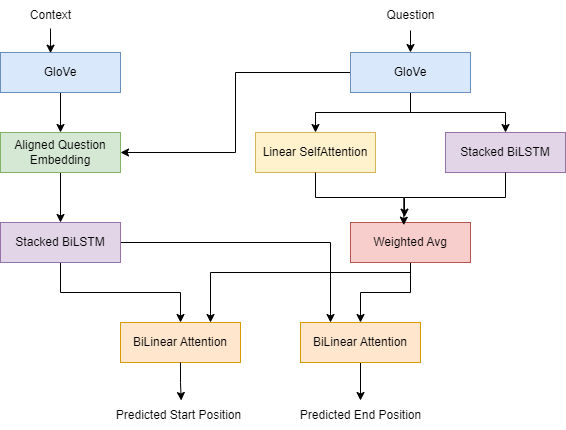 Context
Question
GloVe
GloVe
Aligned Question
Embedding
Linear SelfAttention
Stacked BiLSTM
Stacked BiLSTM
Weighted Avg
BiLinear Attention
BiLinear Attention
Predicted Start Position
Predicted End Position